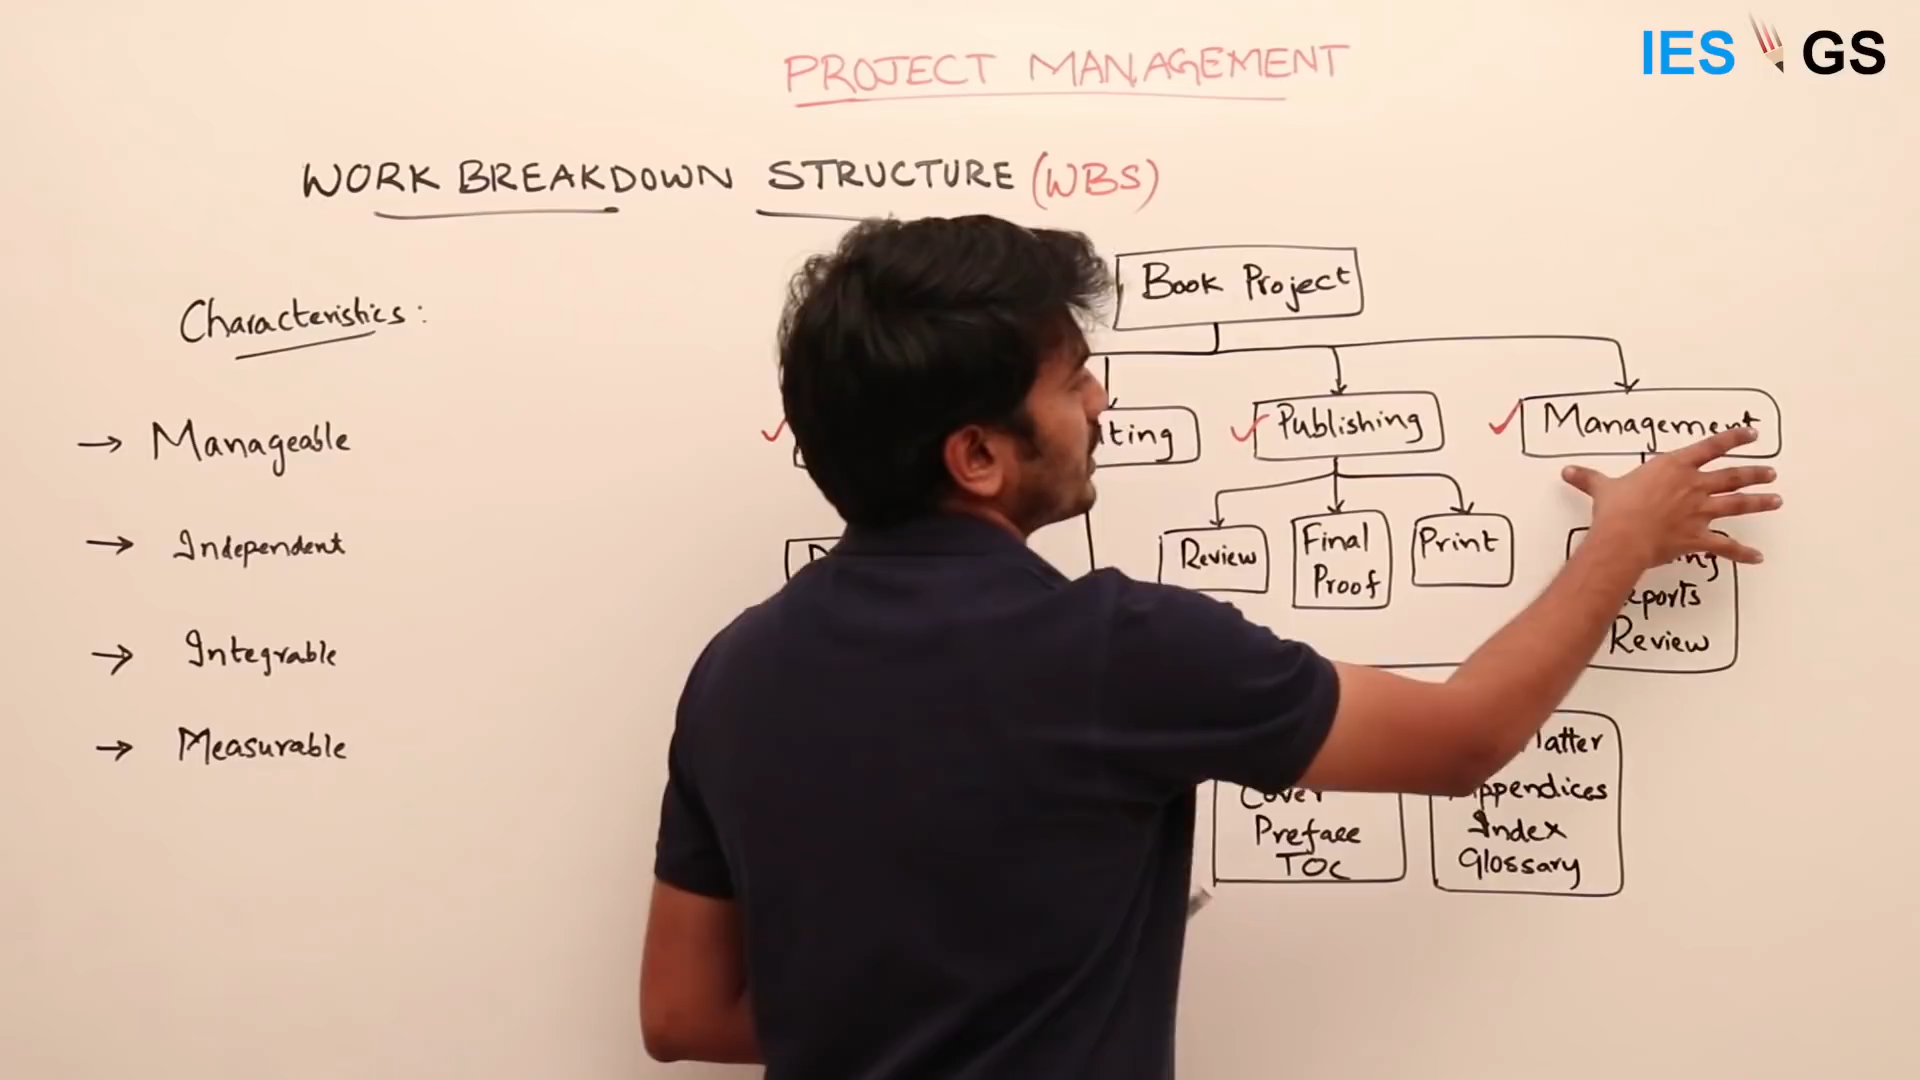 IES GS
PROJECT MANAGEMENT
WORK BREAKDOWN STRUCTURE (WBS)
Book Project
Characteristics:
Publishing
Management
→ Manageable
→ Independent
Review
Final
Proof
Print
Review
→ Integrable
→ Measurable
Cover
Preface
TOC
Appendices
Index
Glossary